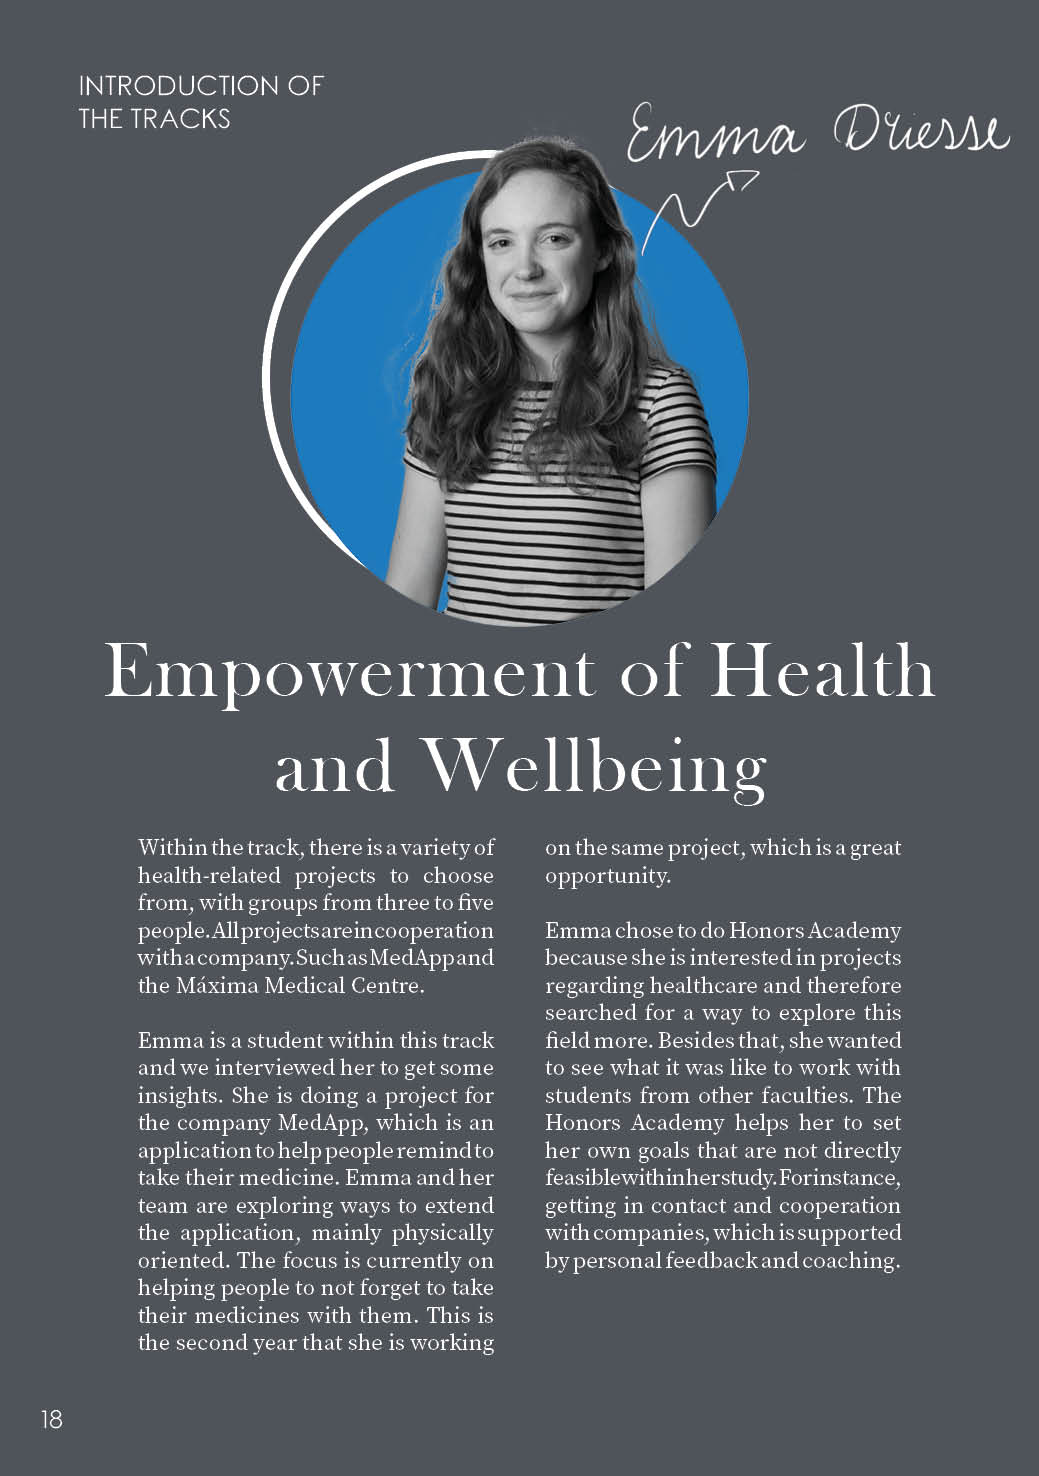 INTRODUCTION OF
THE TRACKS
Emma Driesse
Empowerment of Health
and Wellbeing
Within the track, there is a variety of
health-related projects to choose
from, with groups from three to five
people. All projects are in cooperation
with a company. Such as MedApp and
the Máxima Medical Centre.
Emma is a student within this track
and we interviewed her to get some
insights. She is doing a project for
the company MedApp, which is an
application to help people remind to
take their medicine. Emma and her
team are exploring ways to extend
the application, mainly physically
oriented. The focus is currently on
helping people to not forget to take
their medicines with them. This is
the second year that she is working
on the same project, which is a great
opportunity.
Emma chose to do Honors Academy
because she is interested in projects
regarding healthcare and therefore
searched for a way to explore this
field more. Besides that, she wanted
to see what it was like to work with
students from other faculties. The
Honors Academy helps her to set
her own goals that are not directly
feasible within her study. For instance,
getting in contact and cooperation
with companies, which is supported
by personal feedback and coaching.
18